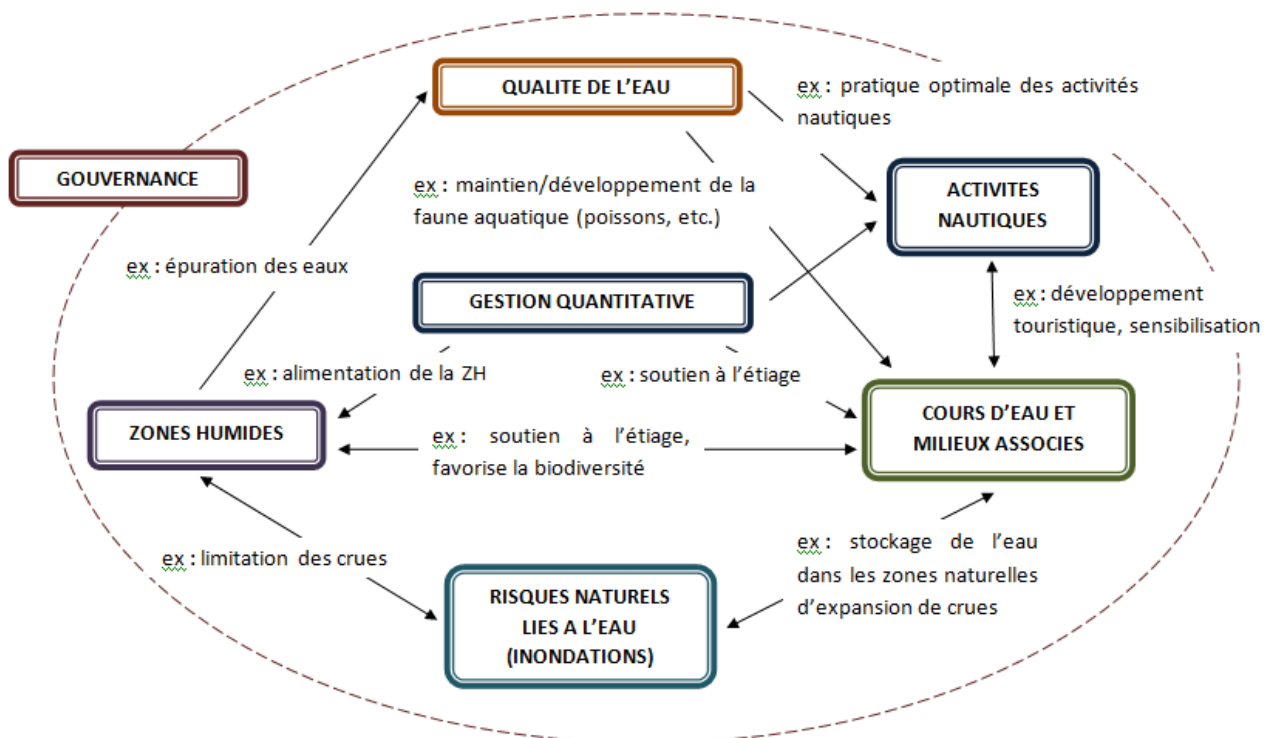 QUALITE DE L'EAU
ex : pratique optimale des activités
nautiques
GOUVERNANCE
ex : maintien/développement de la
faune aquatique (poissons, etc.)
ACTIVITES
NAUTIQUES
ex : épuration des eaux
GESTION QUANTITATIVE
ex : développement
touristique, sensibilisation
ex : alimentation de la ZH
ex : soutien à l'étiage
ZONES HUMIDES
COURS D'EAU ET
MILIEUX ASSOCIES
ex : soutien à l'étiage,
favorise la biodiversité
ex : limitation des crues
ex : stockage de l'eau
dans les zones naturelles
d'expansion de crues
RISQUES NATURELS
LIES A L'EAU
(INONDATIONS)